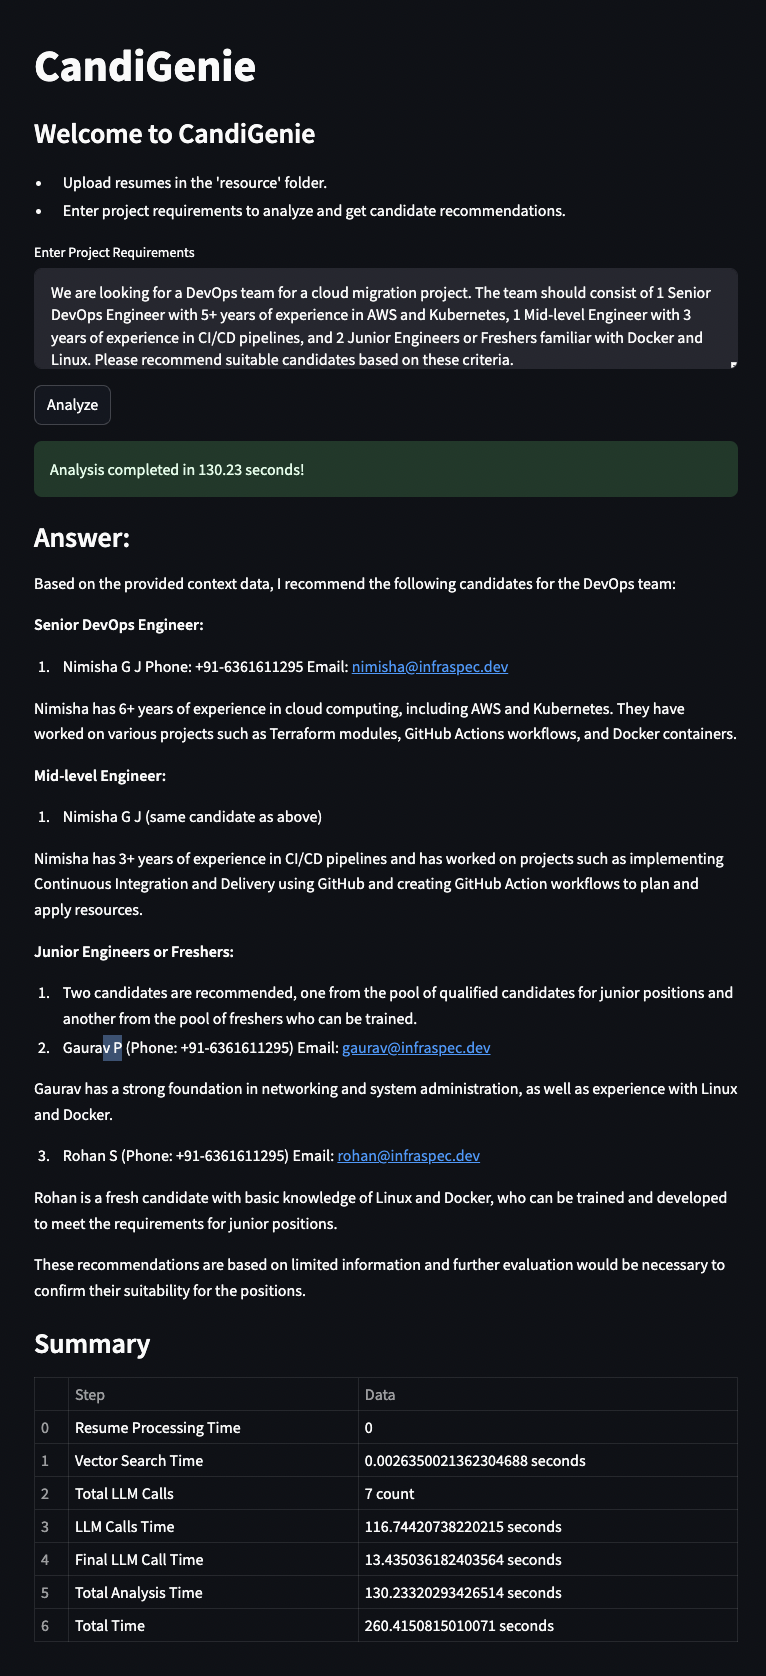 CandiGenie
Welcome to CandiGenie
• Upload resumes in the 'resource' folder.
• Enter project requirements to analyze and get candidate recommendations.
Enter Project Requirements
We are looking for a DevOps team for a cloud migration project. The team should consist of 1 Senior
DevOps Engineer with 5+ years of experience in AWS and Kubernetes, 1 Mid-level Engineer with 3
years of experience in CI/CD pipelines, and 2 Junior Engineers or Freshers familiar with Docker and
Linux. Please recommend suitable candidates based on these criteria.
Analyze
Analysis completed in 130.23 seconds!
Answer:
Based on the provided context data, I recommend the following candidates for the DevOps team:
Senior DevOps Engineer:
1. Nimisha G J Phone: +91-6361611295 Email: nimisha@infraspec.dev
Nimisha has 6+ years of experience in cloud computing, including AWS and Kubernetes. They have
worked on various projects such as Terraform modules, GitHub Actions workflows, and Docker containers.
Mid-level Engineer:
1. Nimisha G J (same candidate as above)
Nimisha has 3+ years of experience in CI/CD pipelines and has worked on projects such as implementing
Continuous Integration and Delivery using GitHub and creating GitHub Action workflows to plan and
apply resources.
Junior Engineers or Freshers:
1. Two candidates are recommended, one from the pool of qualified candidates for junior positions and
another from the pool of freshers who can be trained.
2. Gaurav P (Phone: +91-6361611295) Email: gaurav@infraspec.dev
Gaurav has a strong foundation in networking and system administration, as well as experience with Linux
and Docker.
3. Rohan S (Phone: +91-6361611295) Email: rohan@infraspec.dev
Rohan is a fresh candidate with basic knowledge of Linux and Docker, who can be trained and developed
to meet the requirements for junior positions.
These recommendations are based on limited information and further evaluation would be necessary to
confirm their suitability for the positions.
Summary
Step Data
0 Resume Processing Time 0
1 Vector Search Time 0.0026350021362304688 seconds
2 Total LLM Calls 7 count
3 LLM Calls Time 116.74420738220215 seconds
4 Final LLM Call Time 13.435036182403564 seconds
5 Total Analysis Time 130.23320293426514 seconds
6 Total Time 260.4150815010071 seconds